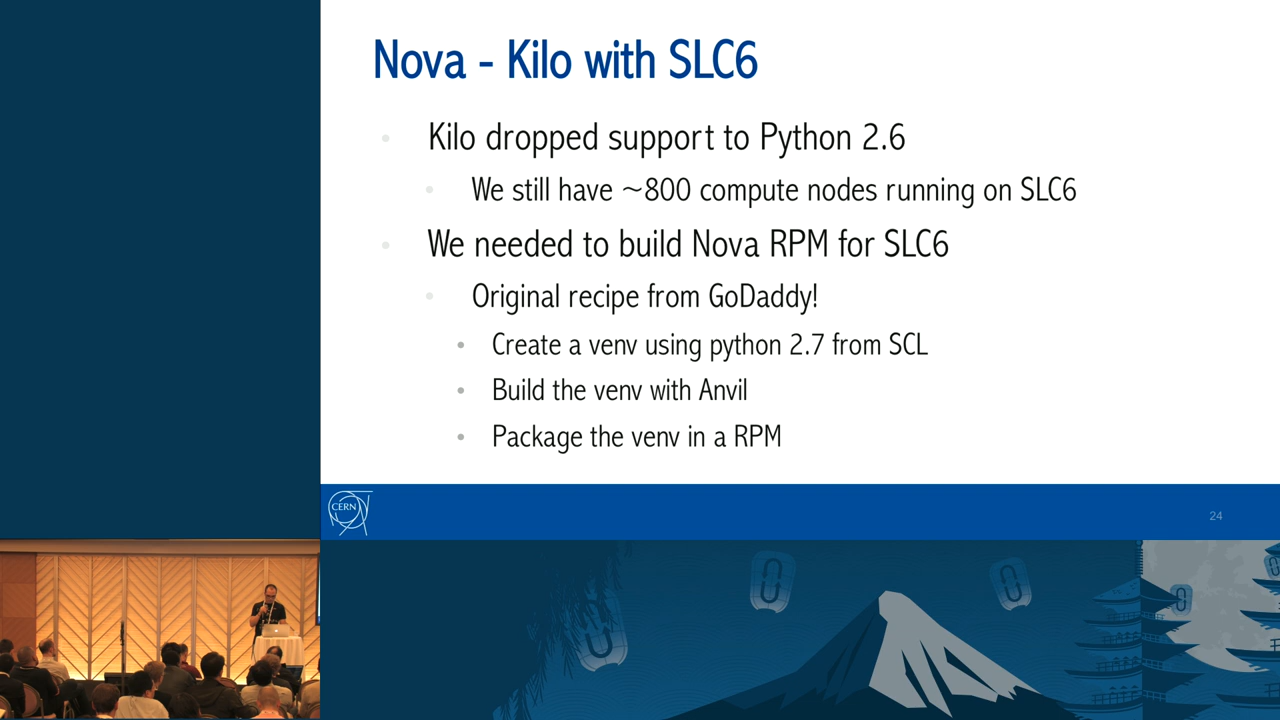 Nova - Kilo with SLC6
Kilo dropped support to Python 2.6
We still have ~800 compute nodes running on SLC6
We needed to build Nova RPM for SLC6
Original recipe from GoDaddy!
Create a venv using python 2.7 from SCL
Build the venv with Anvil
Package the venv in a RPM
CERN
24